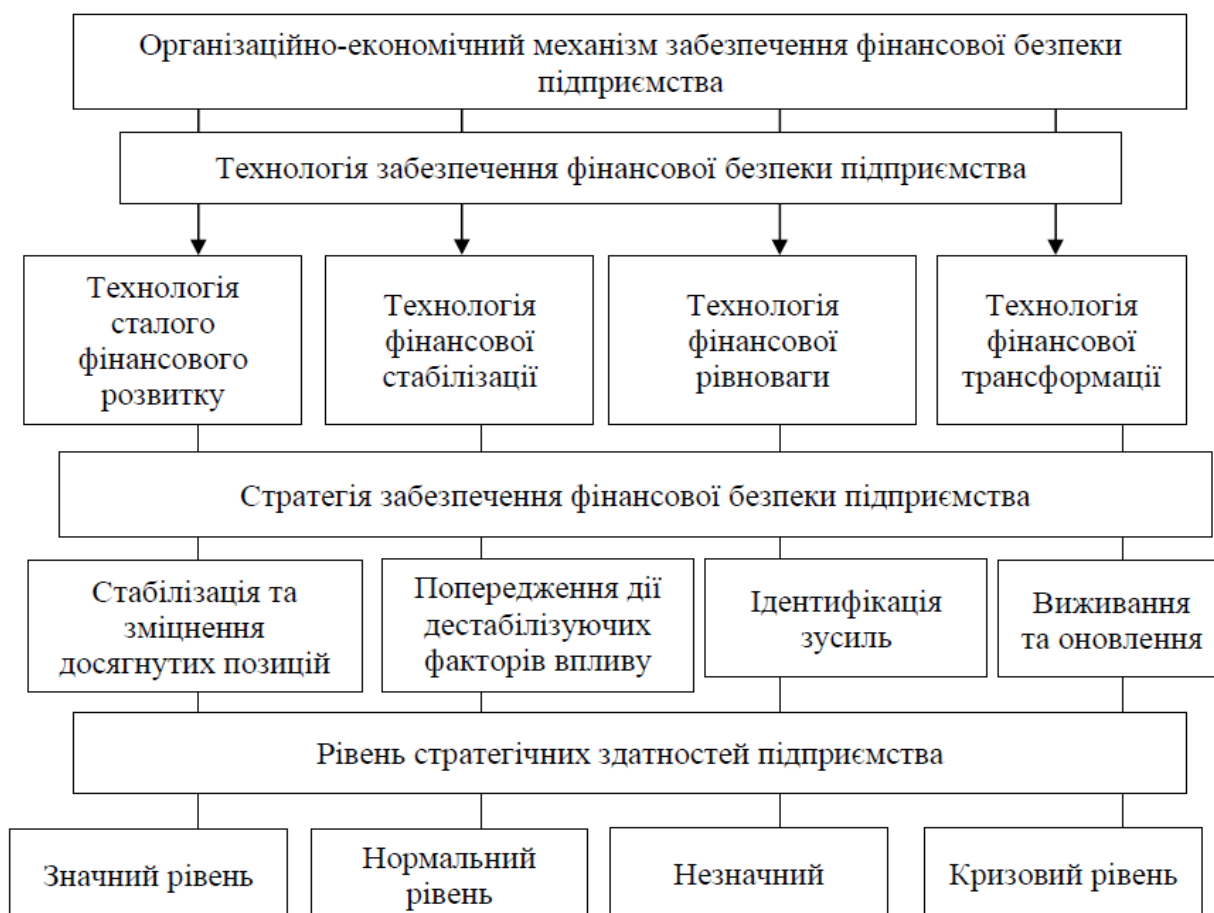 Організаційно-економічний механізм забезпечення фінансової безпеки
підприємства
Технологія забезпечення фінансової безпеки підприємства
Технологія
сталого
фінансового
розвитку
Технологія
фінансової
стабілізації
Технологія
фінансової
рівноваги
Технологія
фінансової
трансформації
Стратегія забезпечення фінансової безпеки підприємства
Стабілізація та
зміцнення
досягнутих позицій
Попередження дії
дестабілізуючих
факторів впливу
Ідентифікація
зусиль
Виживання
та оновлення
Рівень стратегічних здатностей підприємства
Значний рівень
Нормальний
рівень
Незначний
Кризовий рівень